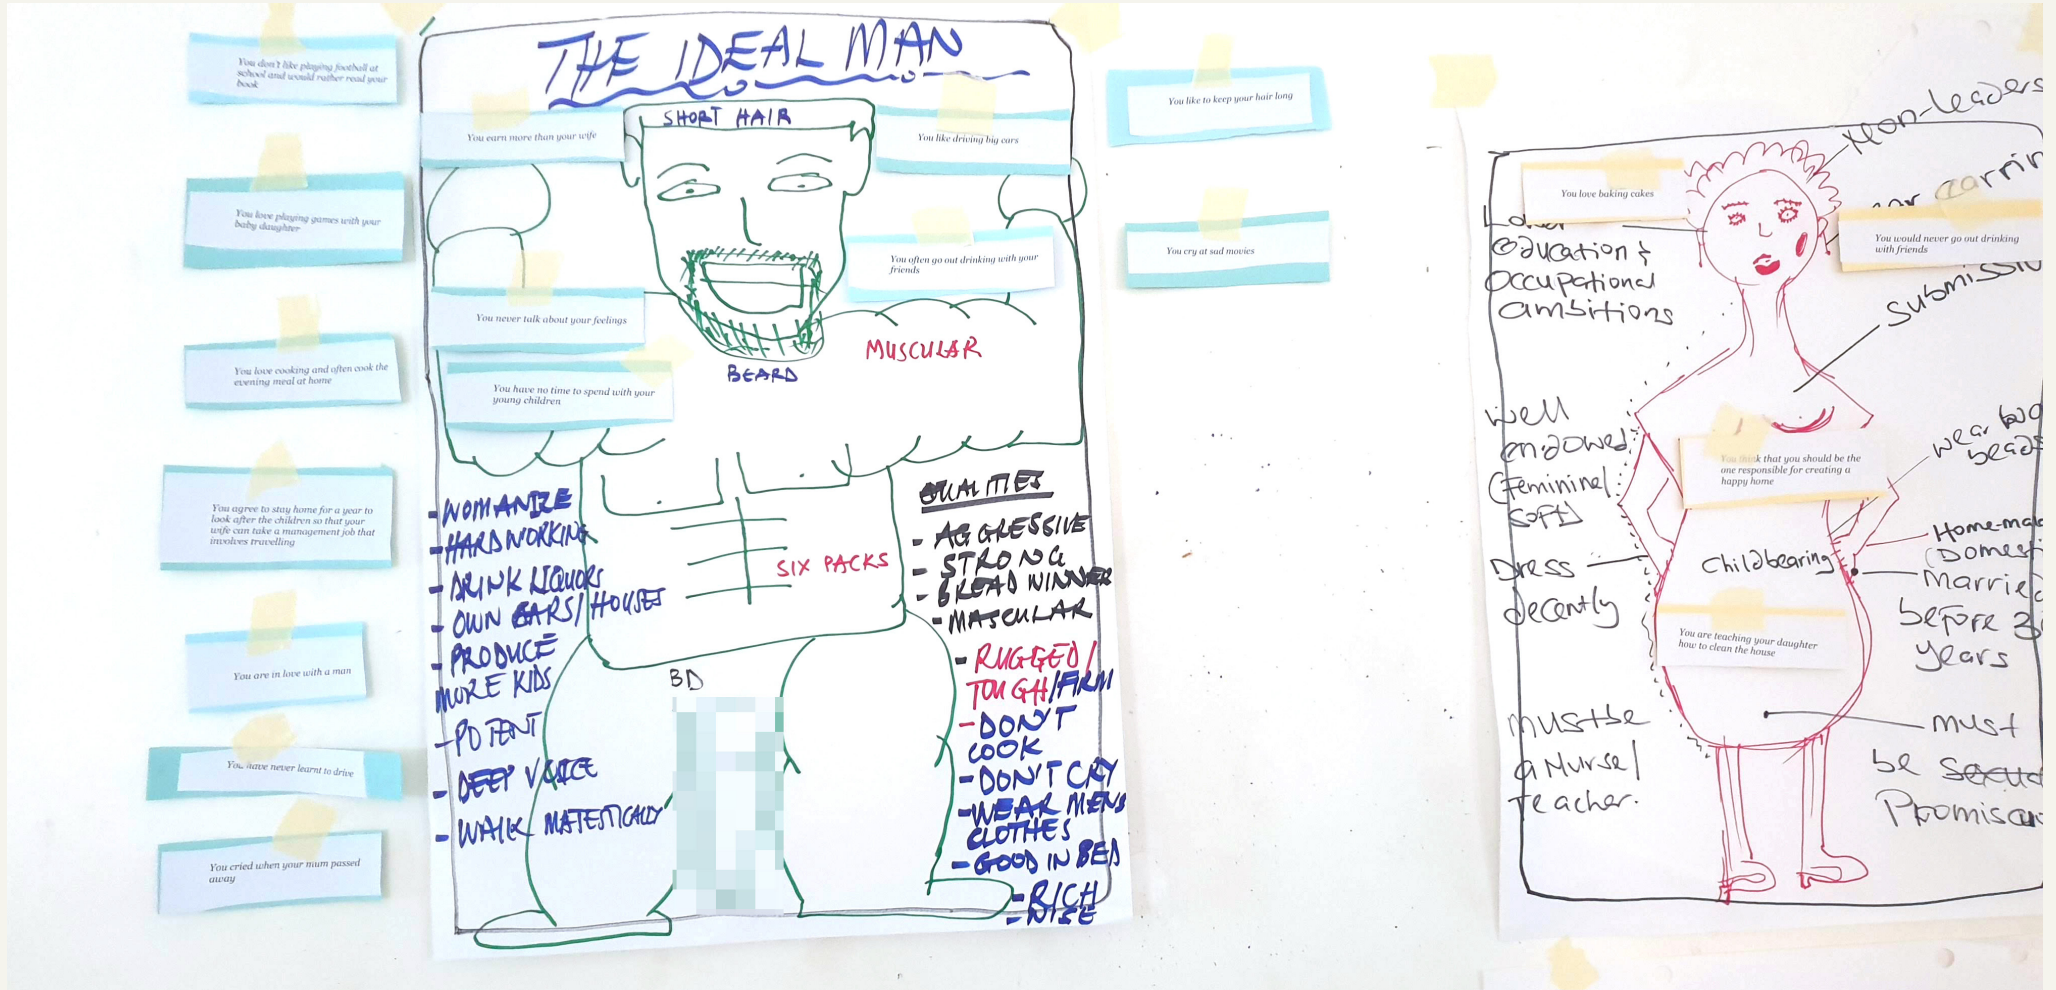 You don't like playing football at
school and would rather read your
book
You love playing games with your
baby daughter
You love cooking and often cook the
evening meal at home
You agree to stay home for a year to
look after the children so that your
wife can take a management job that
involves travelling
You are in love with a man
You have never learnt to drive
You cried when your mum passed
away
THE IDEAL MAN
SHORT HAIR
You earn more than your wife
You like driving big cars
You often go out drinking with your
friends
You never talk about your feelings
You have no time to spend with your
young children
BEARD
MUSCULAR
SIX PACKS
- WOMANIZE
- HARDWORKING
- DRINK LIQUORS
- OWN CARS/HOUSES
- PRODUCE
MORE KIDS
- POTENT
- DEEP VOICE
- WALK MATESTICALLY
BD
QUALITIES
- AGGRESSIVE
- STRONG
- BREAD WINNER
- MASCULAR
- RUGGED/
TOUGH/FIRM
- DON'T
COOK
- DON'T CRY
- WEAR MENS
CLOTHES
- GOOD IN BED
- RICH
- WISE
You like to keep your hair long
You cry at sad movies
You love baking cakes
Non-leaders
You would never go out drinking
with friends
education &
occupational
ambitions
well
endowed
(feminine/
soft)
Dress
decently
must be
a Nurse/
Teacher.
You think that you should be the
one responsible for creating a
happy home
Childbearing
You are teaching your daughter
how to clean the house
wear
Married
before
years
must
be